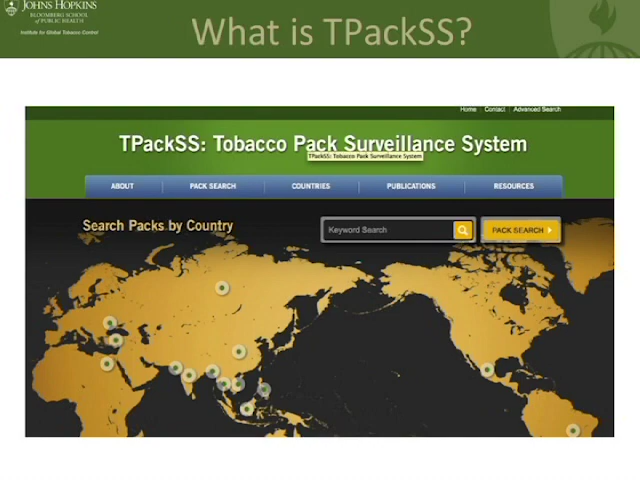 JOHNS HOPKINS
BLOOMBERG SCHOOL
of PUBLIC HEALTH
Institute for Global Tobacco Control
What is TPackSS?
Home Contact Advanced Search
TPackSS: Tobacco Pack Surveillance System
TPackSS: Tobacco Pack Surveillance System
ABOUT PACK SEARCH COUNTRIES PUBLICATIONS RESOURCES
Search Packs by Country
Keyword Search
PACK SEARCH